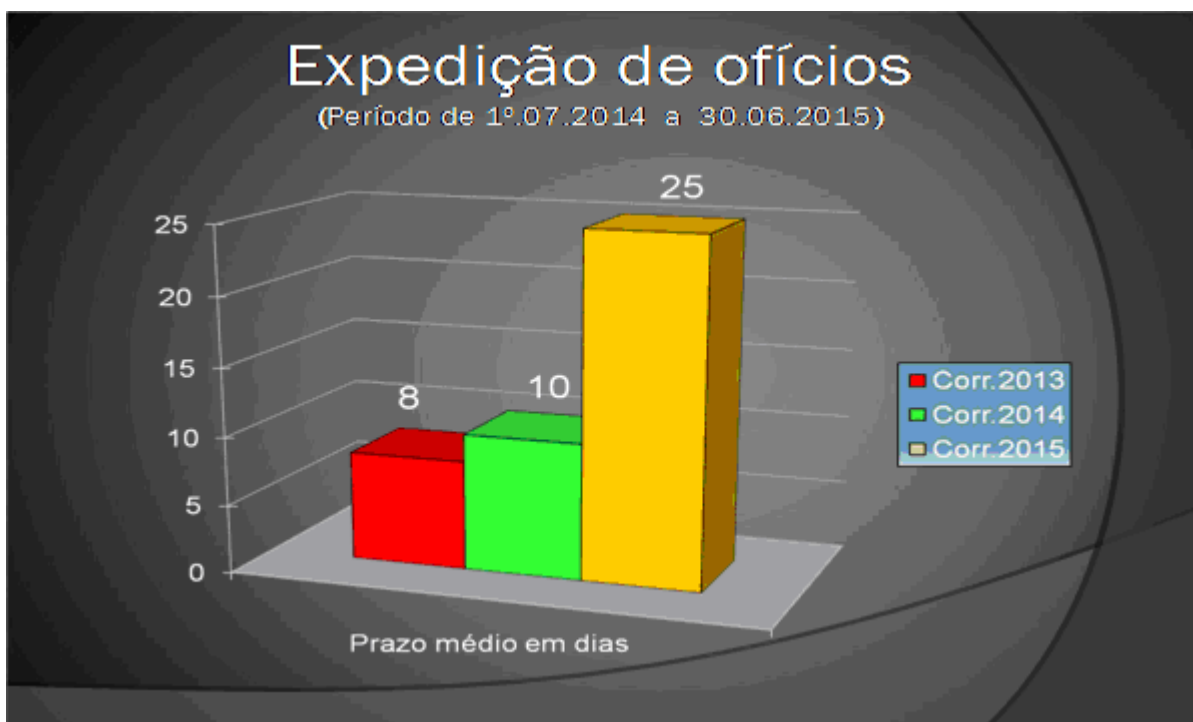 Expedição de ofícios
(Período de 1º.07.2014 a 30.06.2015)
25
25
20
15
10
5
0
8
10
Corr.2013
Corr.2014
Corr.2015
Prazo médio em dias